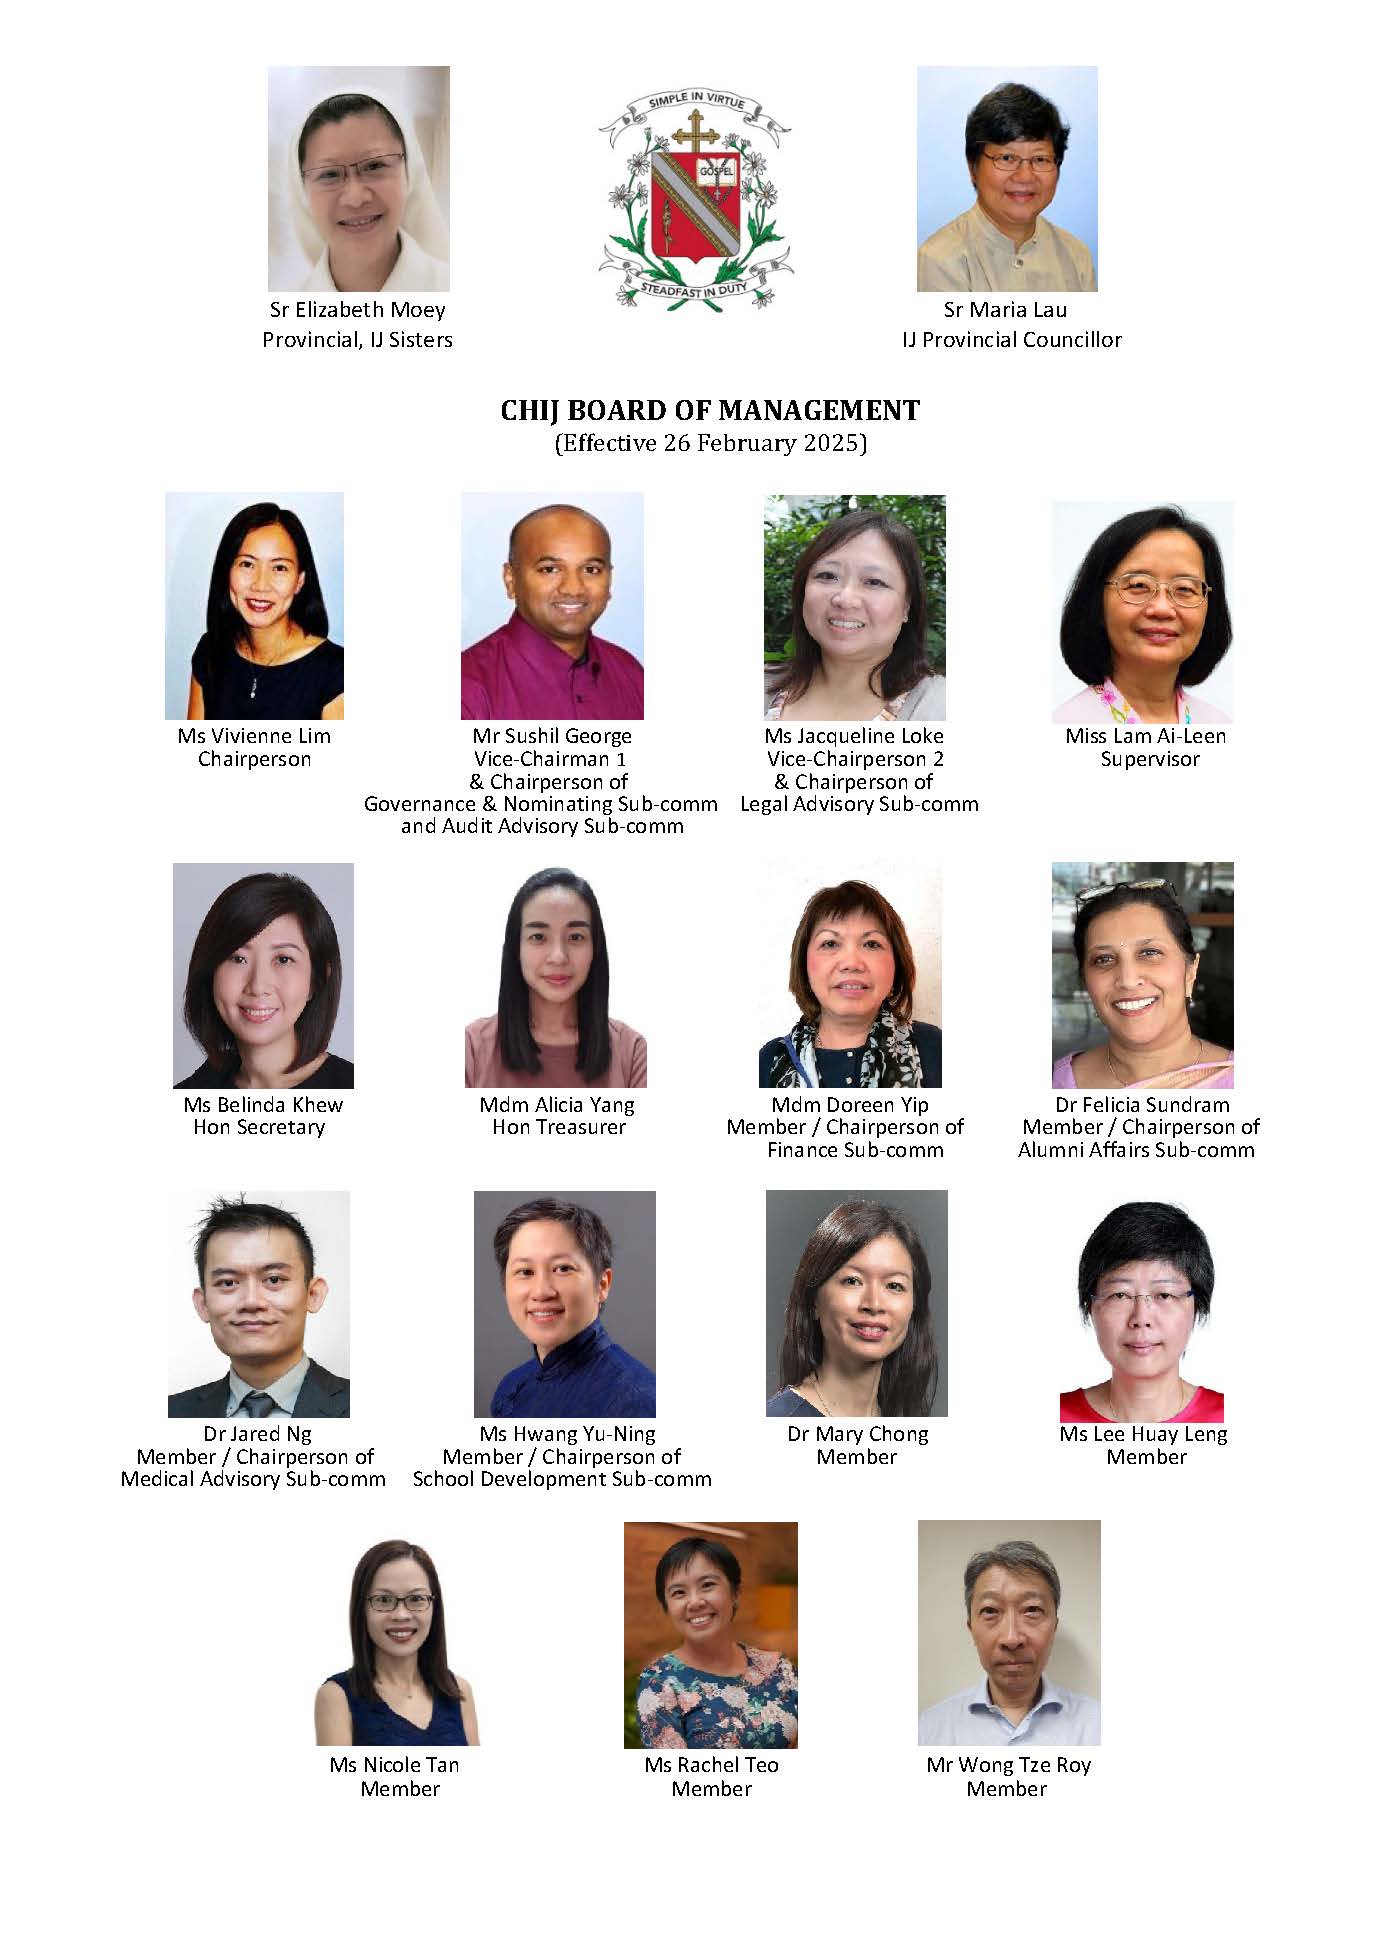 SIMPLE IN VIRTUE
GOSPEL
STEADFAST IN DUTY
Sr Elizabeth Moey
Provincial, IJ Sisters
Sr Maria Lau
IJ Provincial Councillor
CHIJ BOARD OF MANAGEMENT
(Effective 26 February 2025)
Ms Vivienne Lim
Chairperson
Mr Sushil George
Vice-Chairman 1
& Chairperson of
Governance & Nominating Sub-comm
and Audit Advisory Sub-comm
Ms Jacqueline Loke
Vice-Chairperson 2
& Chairperson of
Legal Advisory Sub-comm
Miss Lam Ai-Leen
Supervisor
Ms Belinda Khew
Hon Secretary
Mdm Alicia Yang
Hon Treasurer
Mdm Doreen Yip
Member / Chairperson of
Finance Sub-comm
Dr Felicia Sundram
Member / Chairperson of
Alumni Affairs Sub-comm
Dr Jared Ng
Member / Chairperson of
Medical Advisory Sub-comm
Ms Hwang Yu-Ning
Member / Chairperson of
School Development Sub-comm
Dr Mary Chong
Member
Ms Lee Huay Leng
Member
Ms Nicole Tan
Member
Ms Rachel Teo
Member
Mr Wong Tze Roy
Member